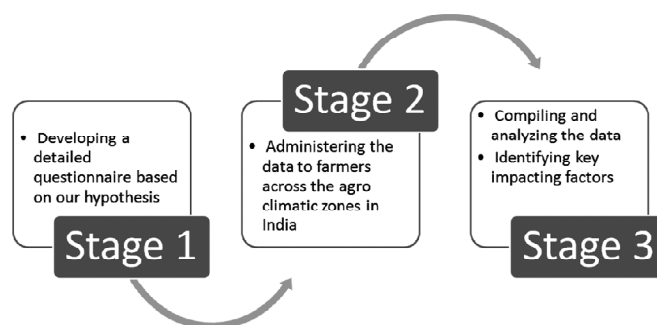 • Developing a
detailed
questionnaire based
on our hypothesis
Stage 1
Stage 2
• Administering the
data to farmers
across the agro
climatic zones in
India
• Compiling and
analyzing the data
• Identifying key
impacting factors
Stage 3